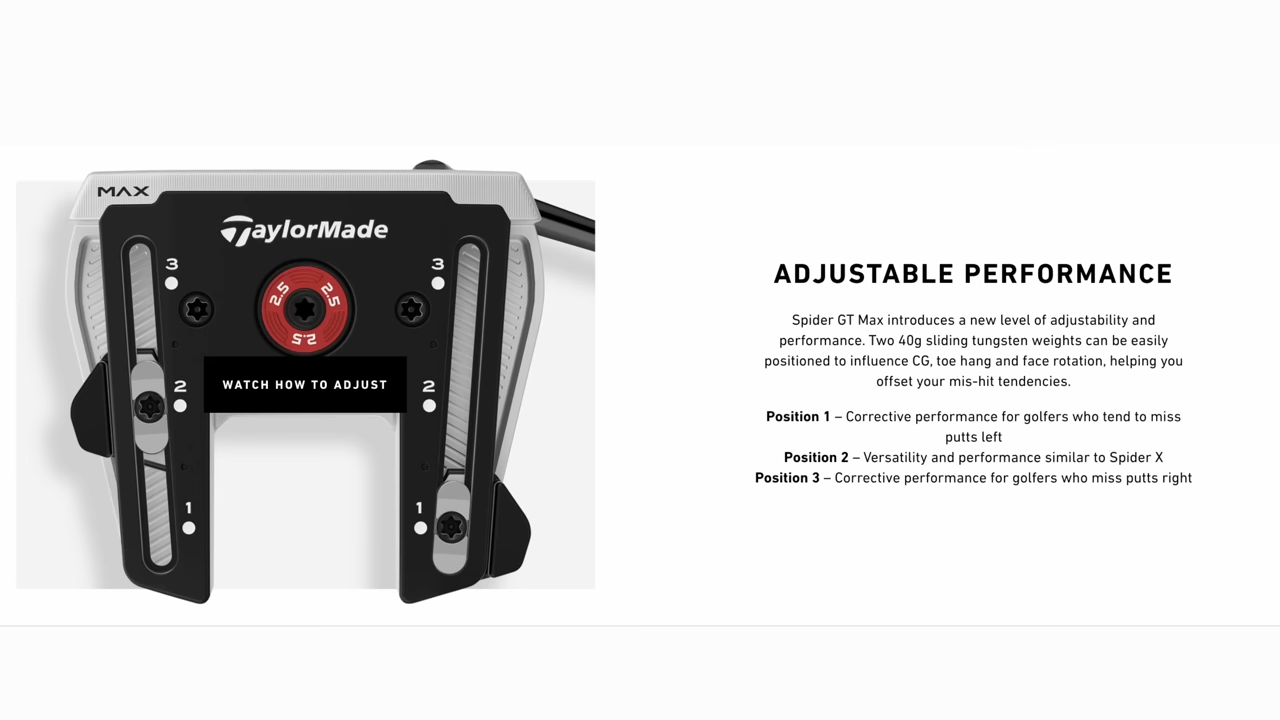 MAX
TaylorMade
3
3
2.5 2.5 2.5
2
2
WATCH HOW TO ADJUST
1
1
ADJUSTABLE PERFORMANCE
Spider GT Max introduces a new level of adjustability and
performance. Two 40g sliding tungsten weights can be easily
positioned to influence CG, toe hang and face rotation, helping you
offset your mis-hit tendencies.
Position 1 – Corrective performance for golfers who tend to miss
putts left
Position 2 – Versatility and performance similar to Spider X
Position 3 – Corrective performance for golfers who miss putts right